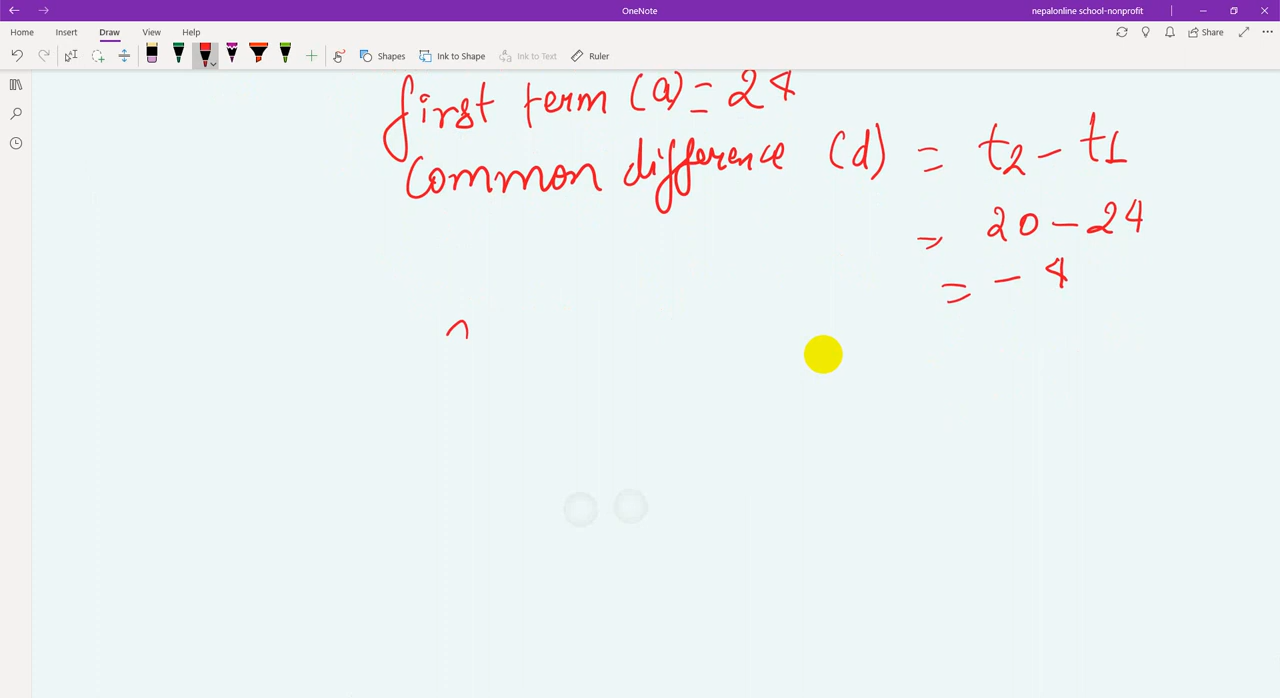 OneNote
nepalonline school-nonprofit
Home Insert Draw View Help
Share
Shapes Ink to Shape Ink to Text Ruler
first term (a) = 24
Common difference (d) = t2 - t1
= 20 - 24
= - 4